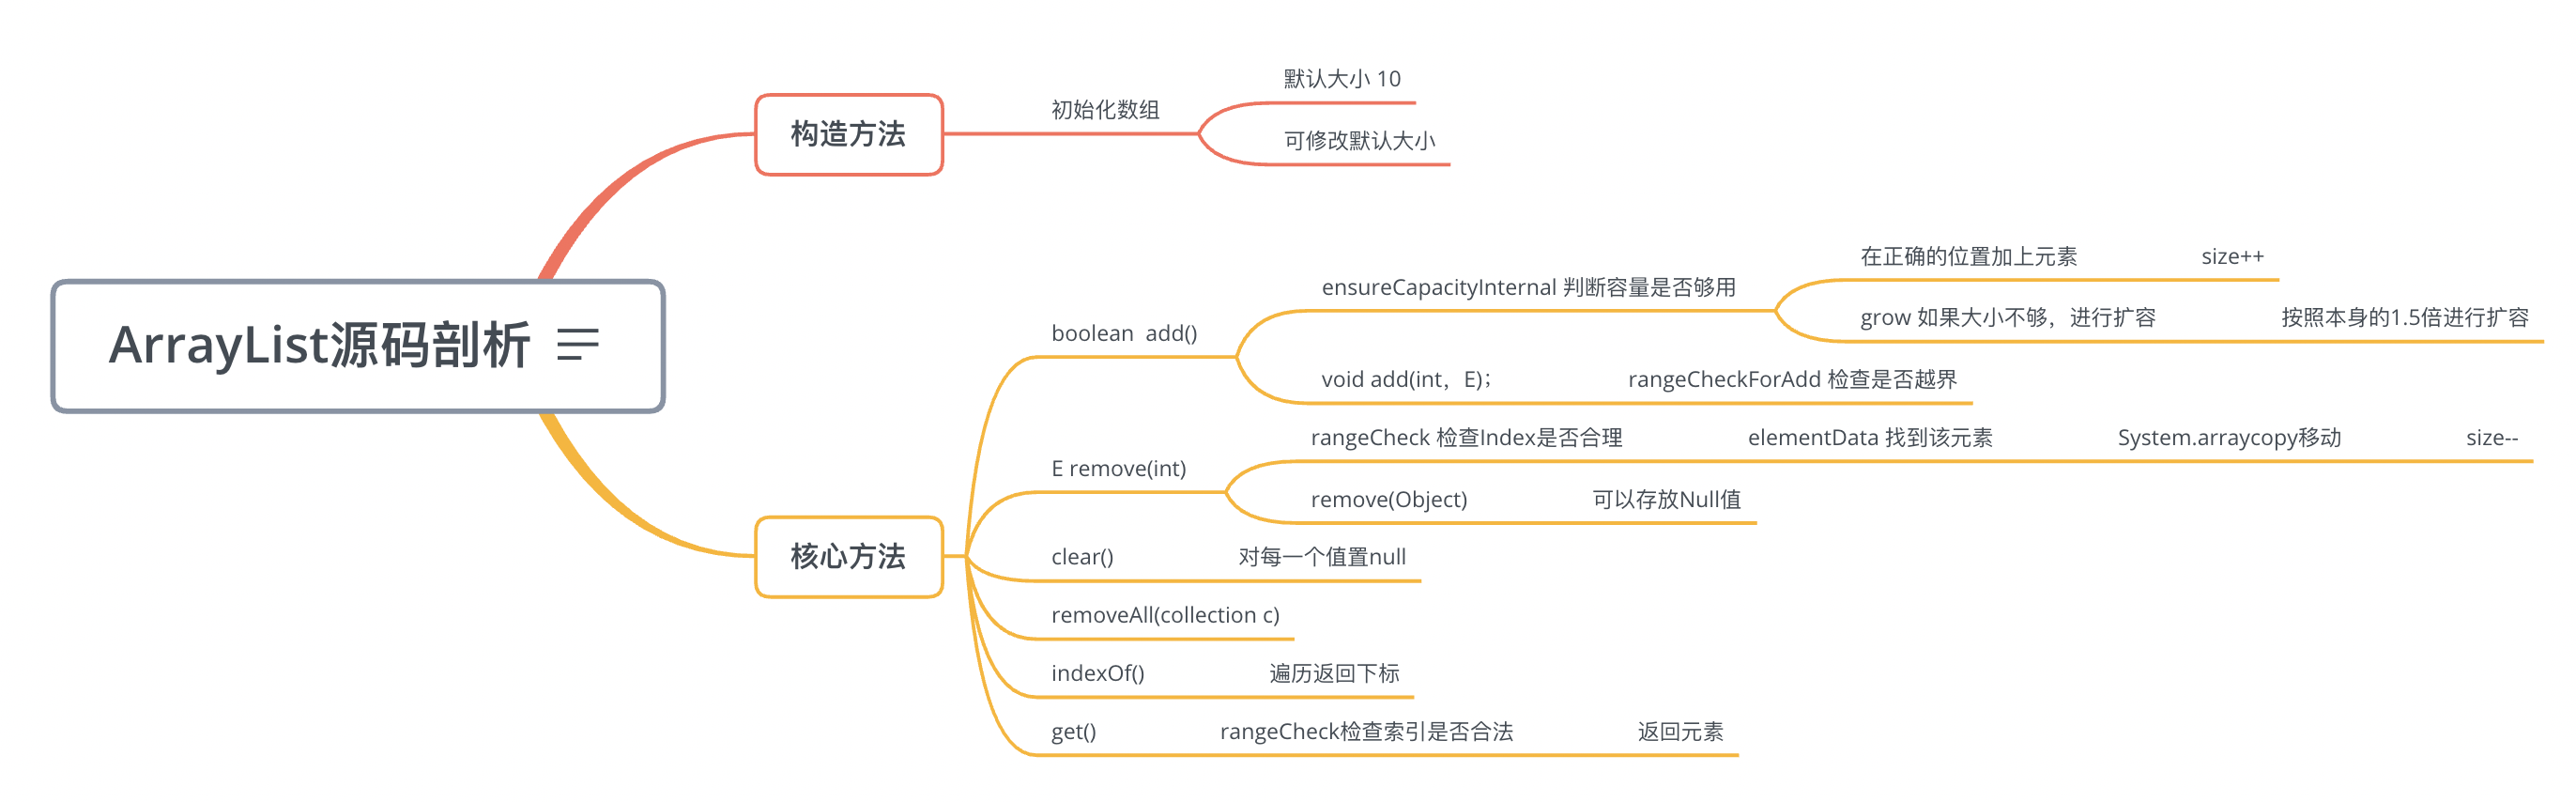 ArrayList源码剖析
构造方法
初始化数组
默认大小 10
可修改默认大小
核心方法
boolean  add()
ensureCapacityInternal 判断容量是否够用
在正确的位置加上元素
size++
grow 如果大小不够，进行扩容
按照本身的1.5倍进行扩容
void add(int，E)；
rangeCheckForAdd 检查是否越界
E remove(int)
rangeCheck 检查Index是否合理
elementData 找到该元素
System.arraycopy移动
size--
remove(Object)
可以存放Null值
clear()
对每一个值置null
removeAll(collection c)
indexOf()
遍历返回下标
get()
rangeCheck检查索引是否合法
返回元素